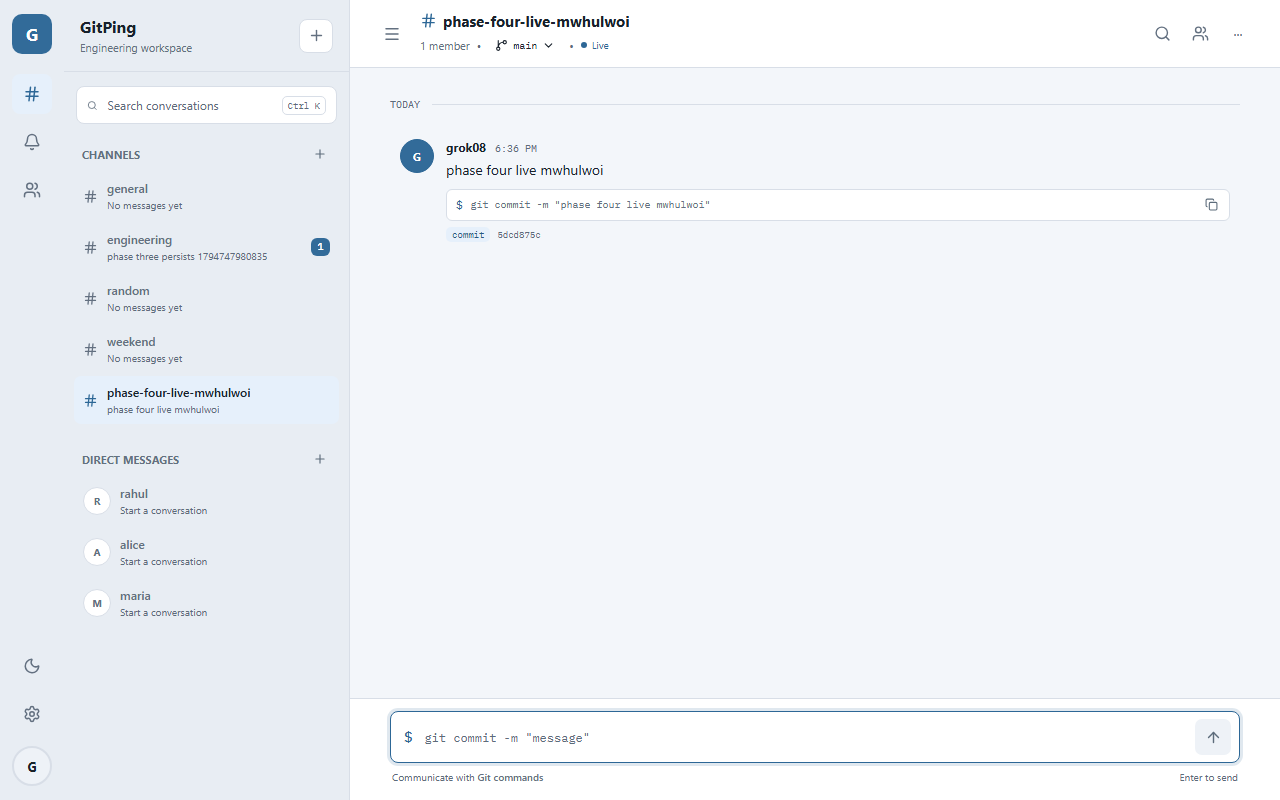 G
GitPing
Engineering workspace
Search conversations
Ctrl K
CHANNELS
general
No messages yet
engineering
phase three persists 1794747980835
1
random
No messages yet
weekend
No messages yet
phase-four-live-mwhulwoi
phase four live mwhulwoi
DIRECT MESSAGES
R
rahul
Start a conversation
A
alice
Start a conversation
M
maria
Start a conversation
G
# phase-four-live-mwhulwoi
1 member • main • Live
TODAY
G
grok08 6:36 PM
phase four live mwhulwoi
$ git commit -m "phase four live mwhulwoi"
commit 5dcd875c
$ git commit -m "message"
Communicate with Git commands
Enter to send